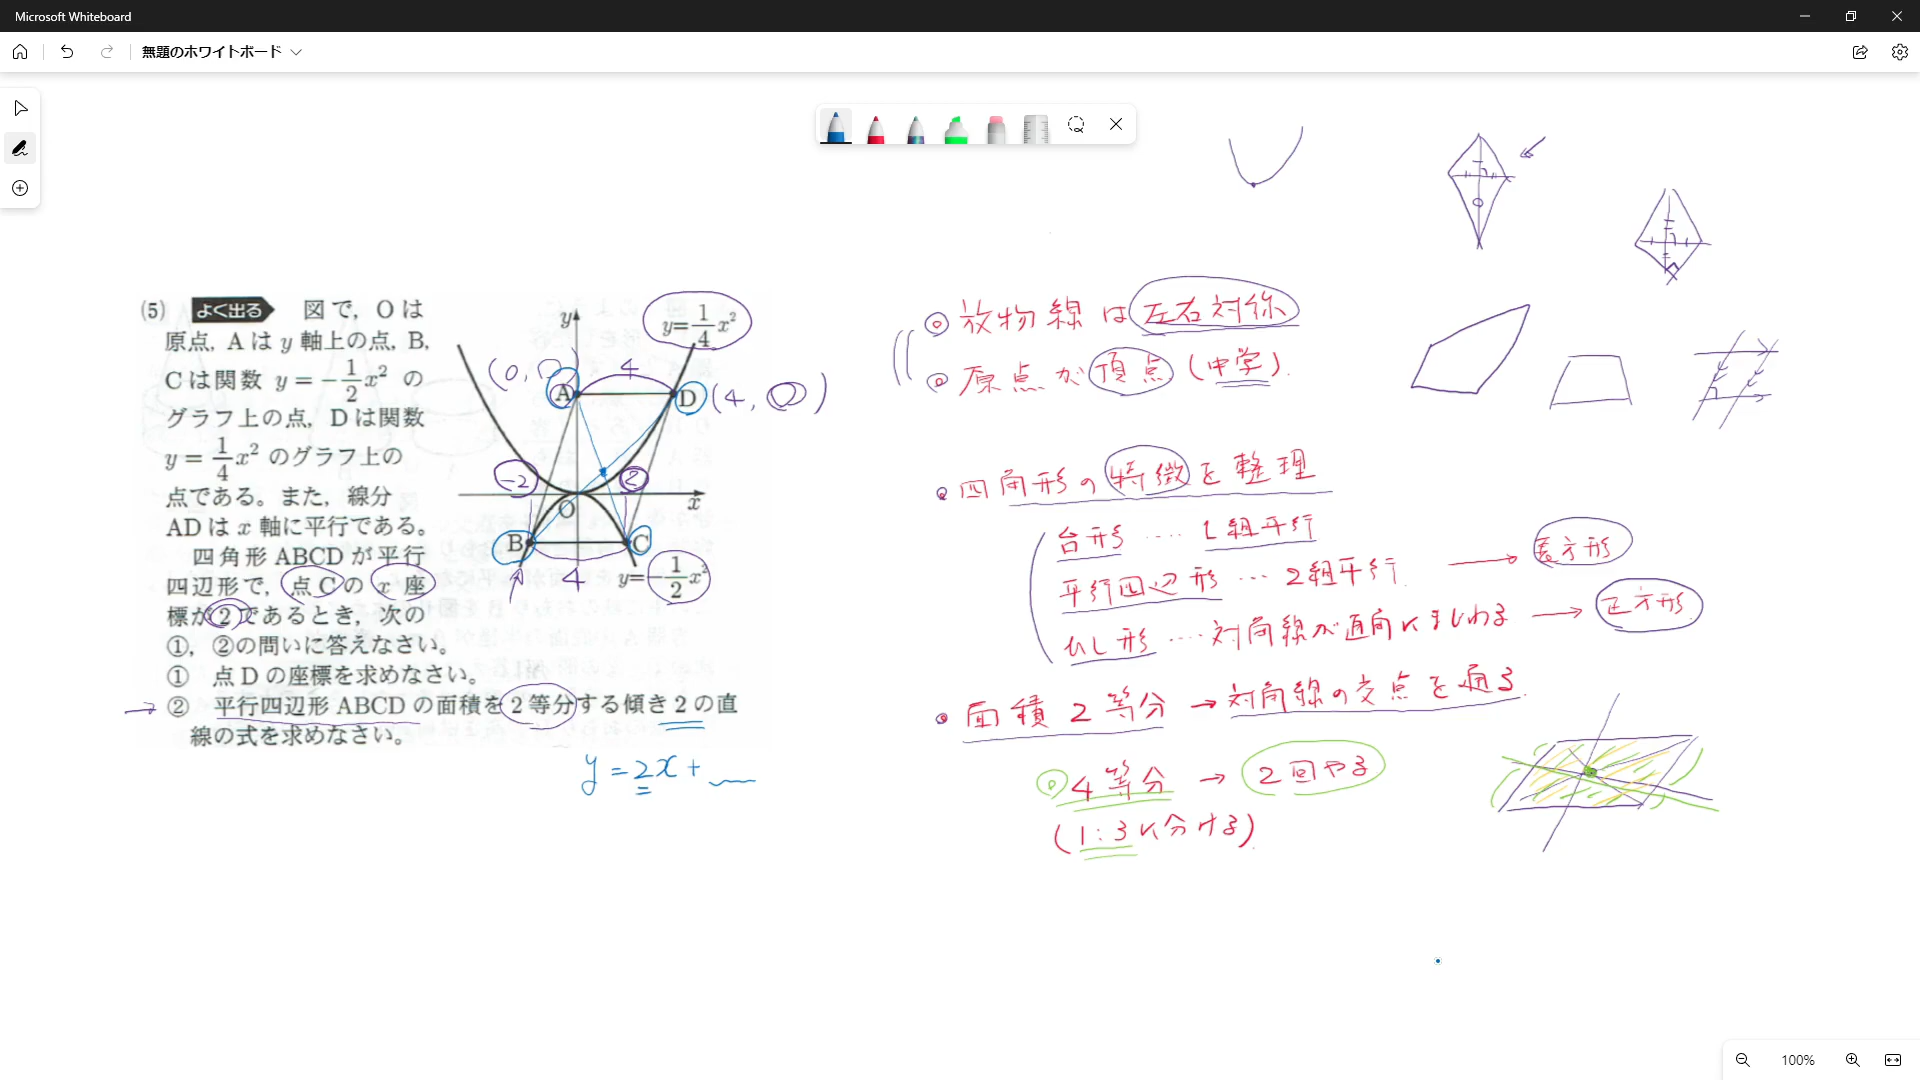 Microsoft Whiteboard
無題のホワイトボード
(5) よく出る 図で，Oは
原点，Aはy軸上の点，B，
Cは関数 y=-1/2x² の
グラフ上の点，Dは関数
y=1/4x² のグラフ上の
点である。また，線分
ADはx軸に平行である。
四角形ABCDが平行
四辺形で，点Cのx座
標が2であるとき，次の
①，②の問いに答えなさい。
① 点Dの座標を求めなさい。
② 平行四辺形ABCDの面積を2等分する傾き2の直
線の式を求めなさい。
y=2x+
y
y=1/4x²
4
A
D
(4,
-2
2
O
x
B
C
4
y=-1/2x²
放物線は左右対称
原点が頂点(中学).
四角形の特徴を整理
台形 ‥‥ 1組平行
平行四辺形 … 2組平行. → 長方形
ひし形 ‥‥ 対角線が直角に交じわる → 正方形
面積2等分 → 対角線の交点を通る.
4等分 → 2回やる
(1:3に分ける).
100%